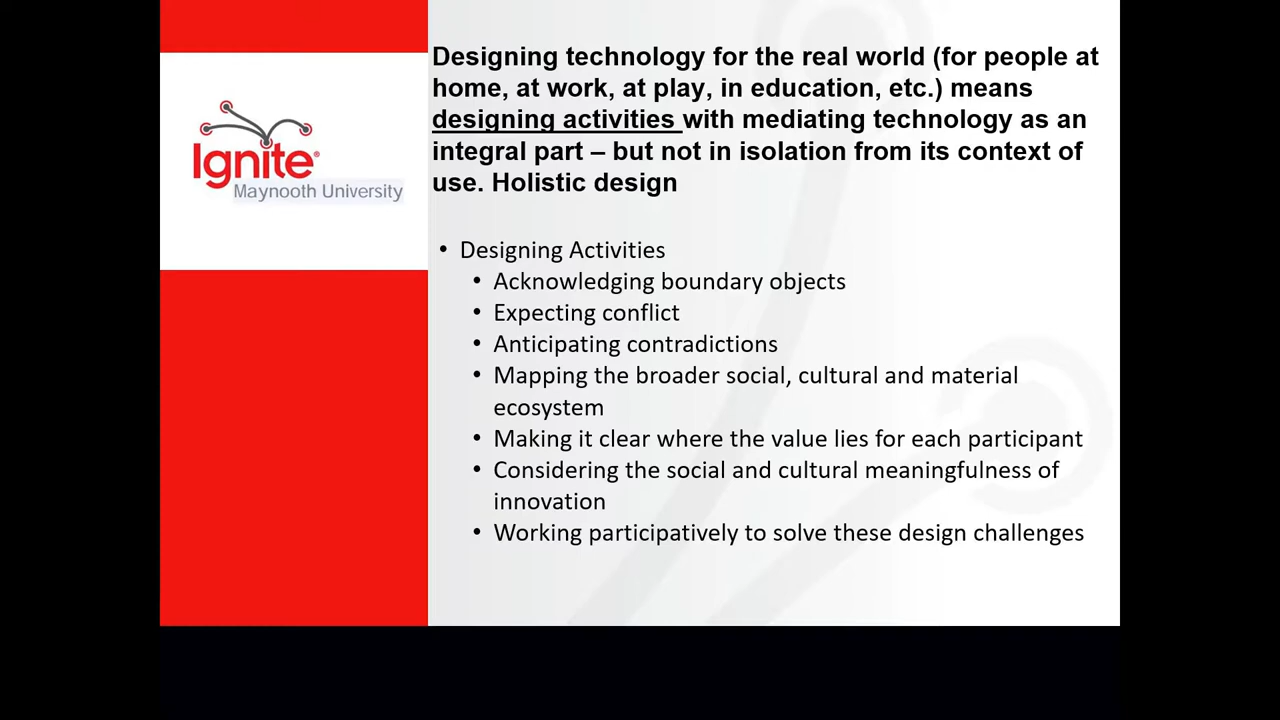 Ignite
Maynooth University
Designing technology for the real world (for people at
home, at work, at play, in education, etc.) means
designing activities with mediating technology as an
integral part – but not in isolation from its context of
use. Holistic design
• Designing Activities
• Acknowledging boundary objects
• Expecting conflict
• Anticipating contradictions
• Mapping the broader social, cultural and material
ecosystem
• Making it clear where the value lies for each participant
• Considering the social and cultural meaningfulness of
innovation
• Working participatively to solve these design challenges